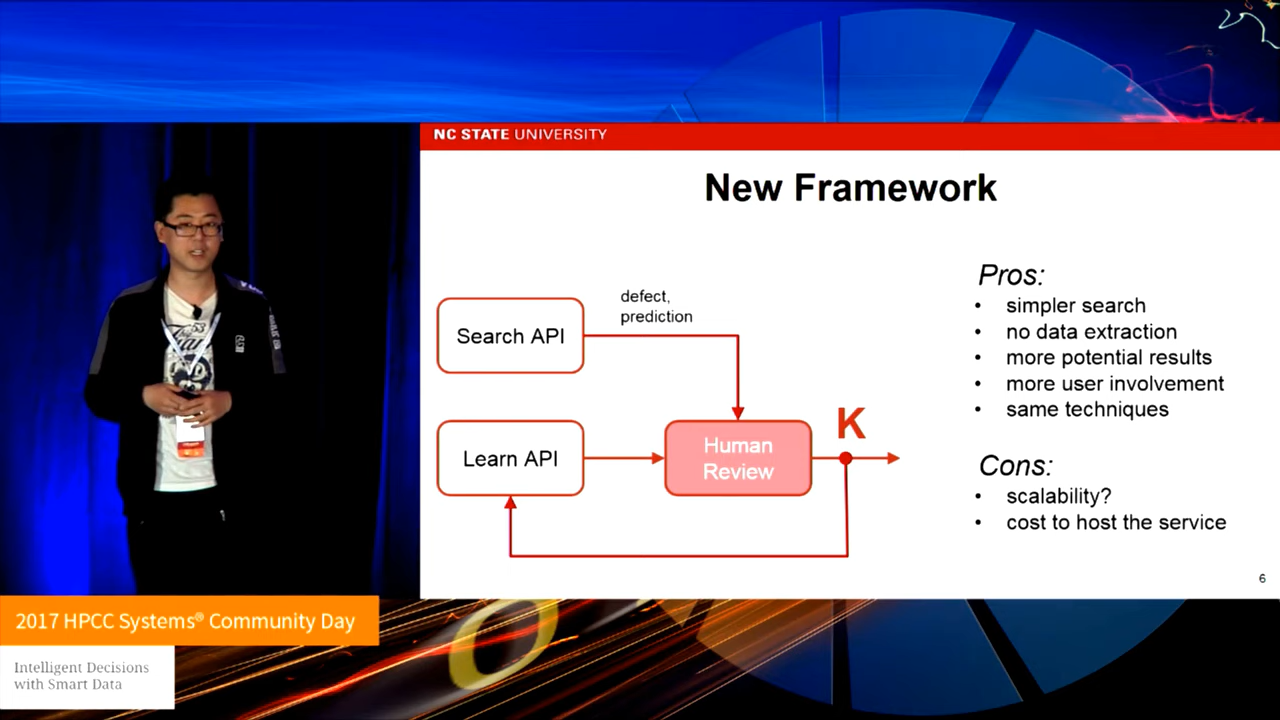 NC STATE UNIVERSITY
New Framework
Search API
defect,
prediction
Learn API
Human
Review
K
Pros:
• simpler search
• no data extraction
• more potential results
• more user involvement
• same techniques
Cons:
• scalability?
• cost to host the service
6
53
2017 HPCC Systems® Community Day
Intelligent Decisions
with Smart Data